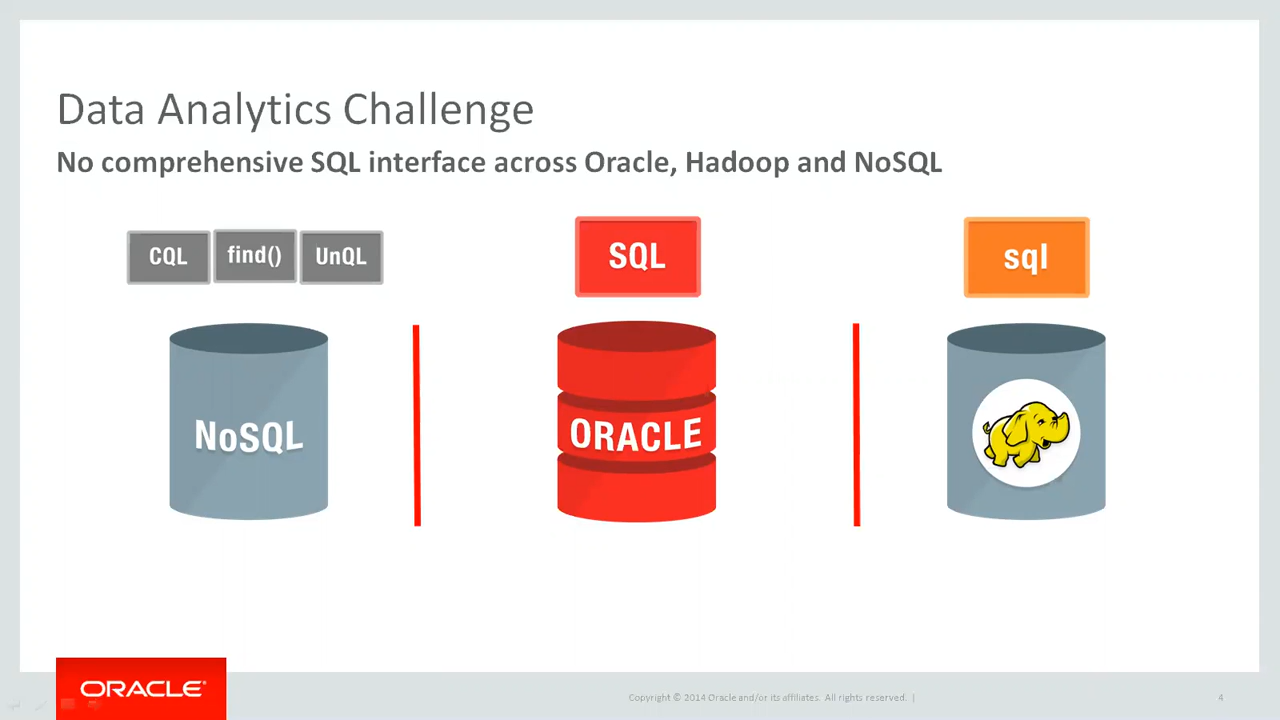 Data Analytics Challenge
No comprehensive SQL interface across Oracle, Hadoop and NoSQL
CQL find() UnQL SQL sql
NoSQL ORACLE
ORACLE®
Copyright © 2014 Oracle and/or its affiliates. All rights reserved. | 4